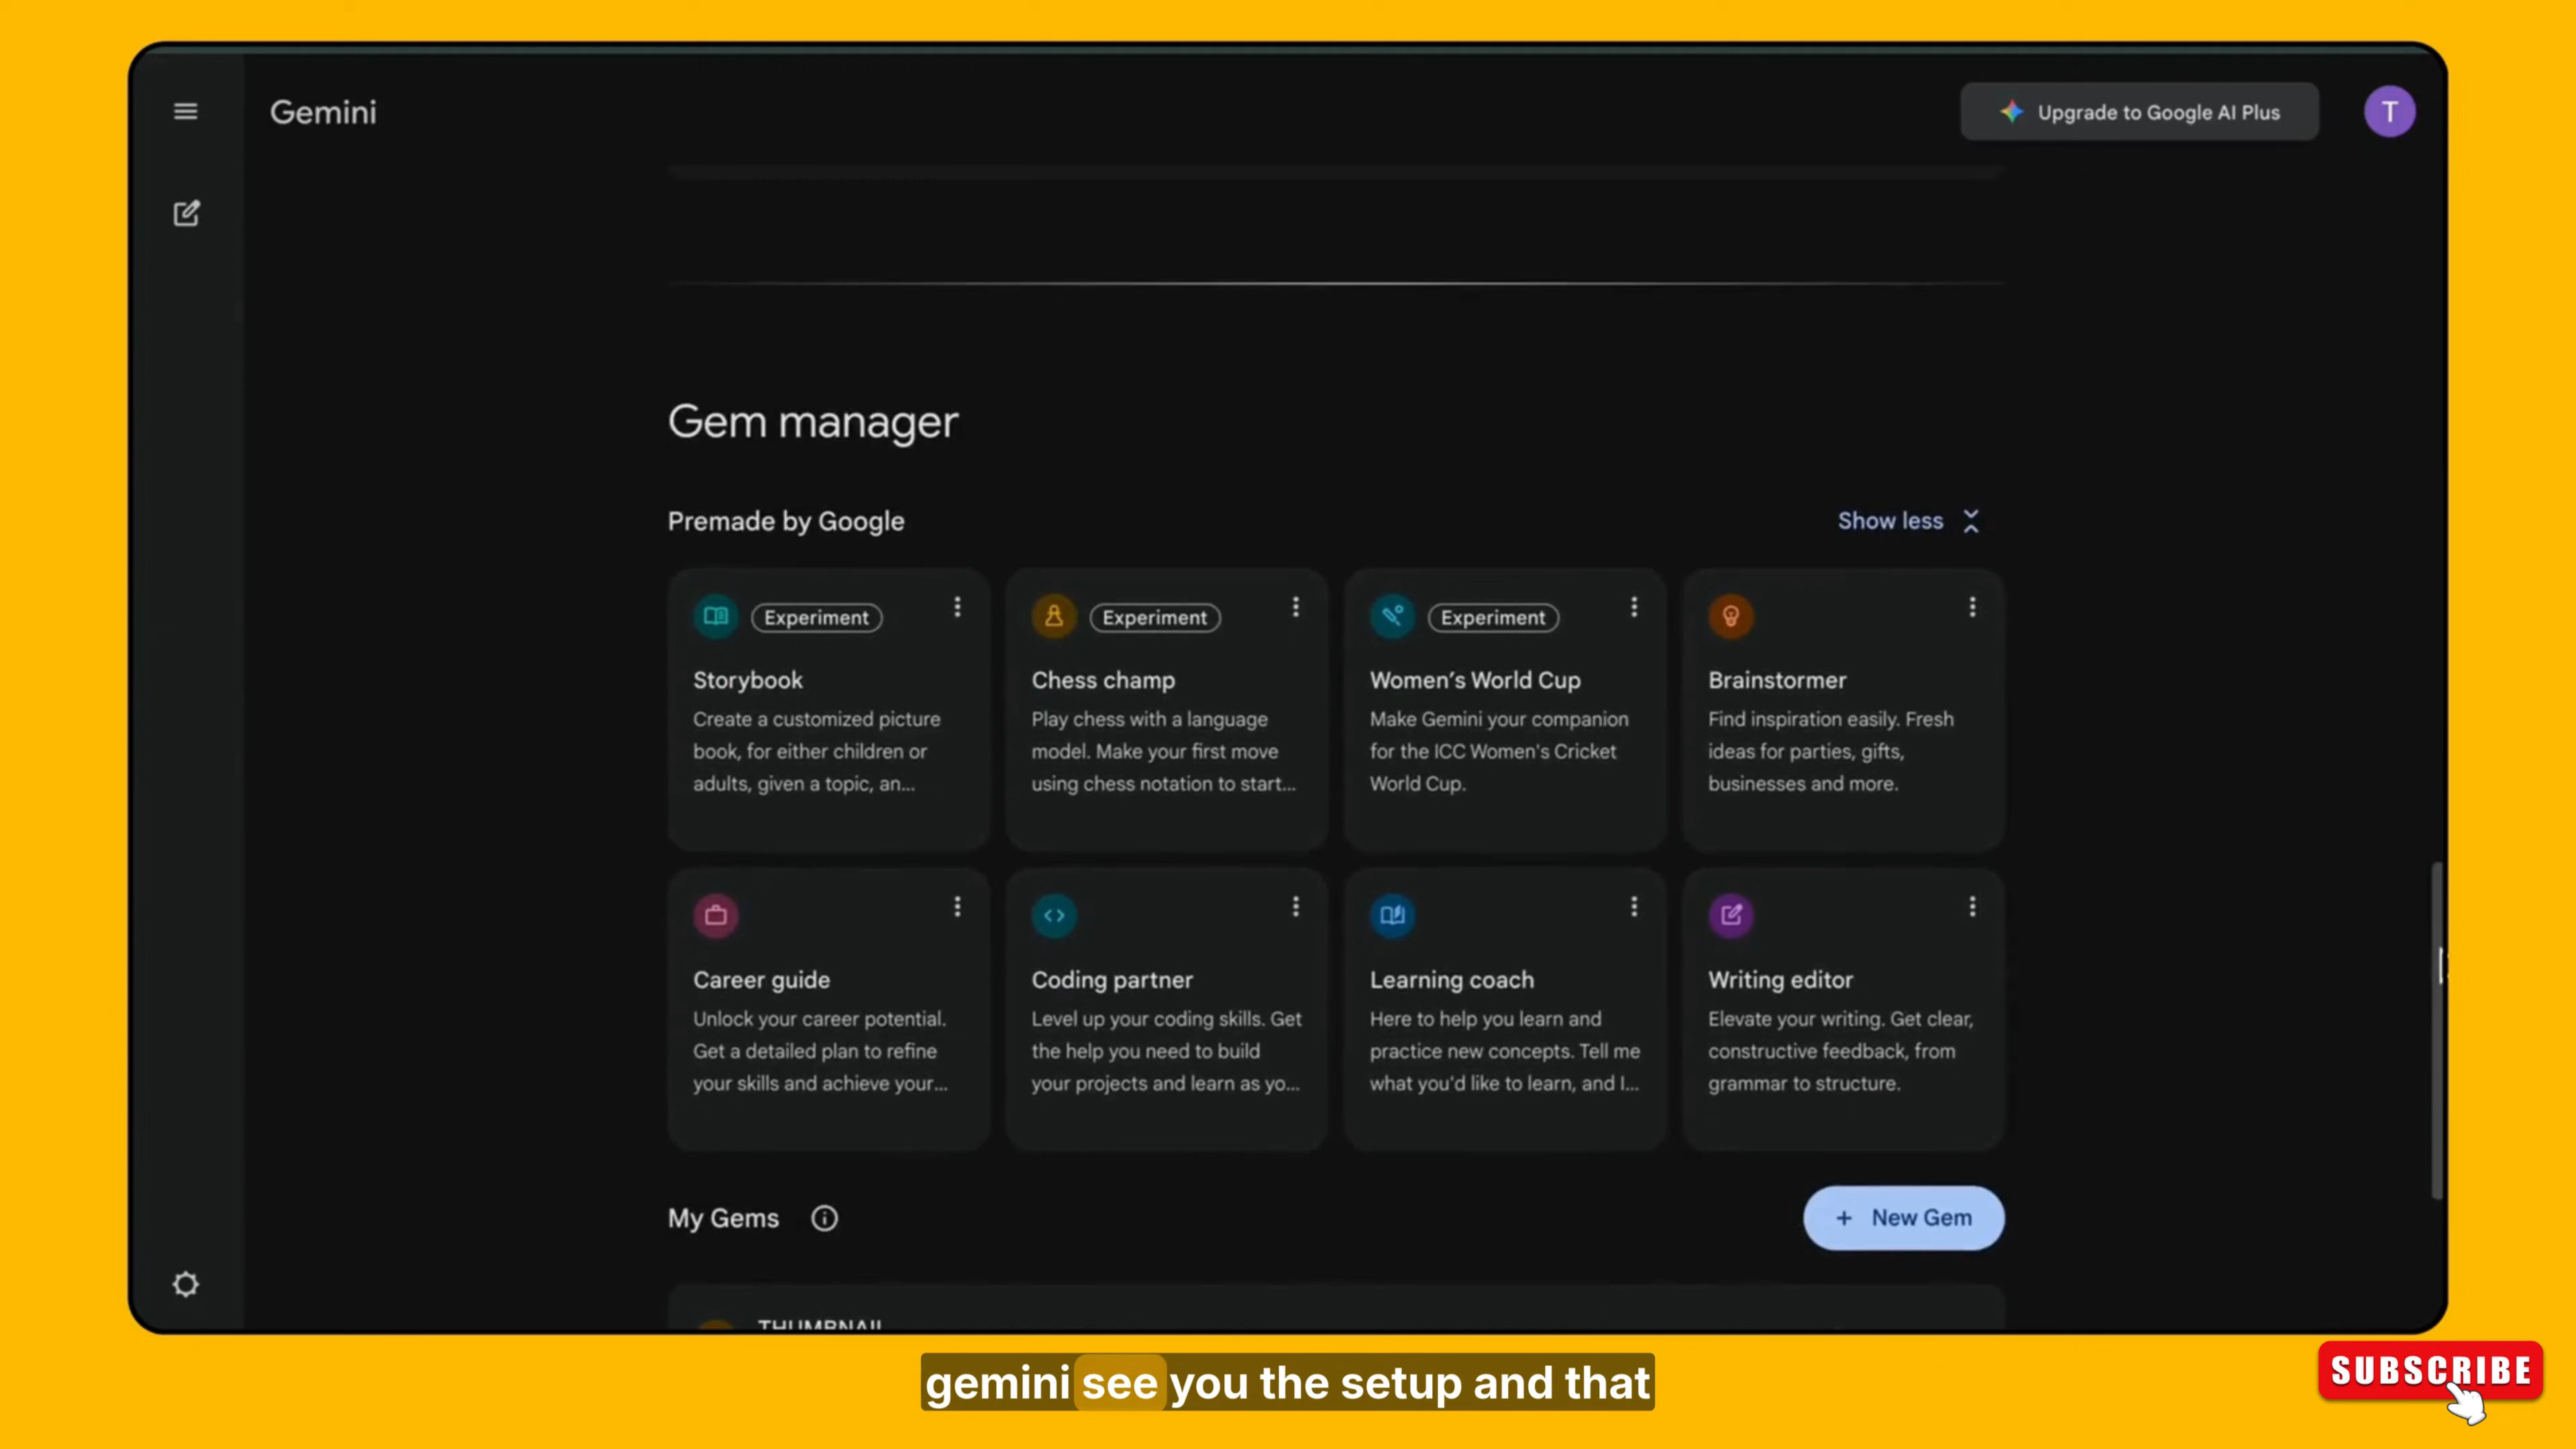 Gemini
Upgrade to Google AI Plus
T
Gem manager
Premade by Google
Show less
Experiment
Storybook
Create a customized picture
book, for either children or
adults, given a topic, an...
Experiment
Chess champ
Play chess with a language
model. Make your first move
using chess notation to start...
Experiment
Women's World Cup
Make Gemini your companion
for the ICC Women's Cricket
World Cup.
Brainstormer
Find inspiration easily. Fresh
ideas for parties, gifts,
businesses and more.
Career guide
Unlock your career potential.
Get a detailed plan to refine
your skills and achieve your...
Coding partner
Level up your coding skills. Get
the help you need to build
your projects and learn as yo...
Learning coach
Here to help you learn and
practice new concepts. Tell me
what you'd like to learn, and I...
Writing editor
Elevate your writing. Get clear,
constructive feedback, from
grammar to structure.
My Gems
+ New Gem
THUMBNAIL
gemini see you the setup and that
SUBSCRIBE